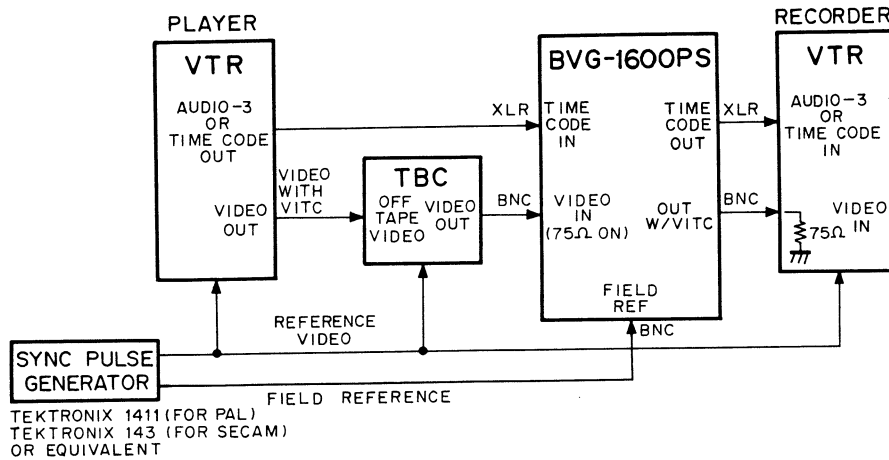 PLAYER
VTR
AUDIO-3
OR
TIME CODE
OUT
VIDEO
OUT
VIDEO
WITH
VITC
TBC
OFF
TAPE
VIDEO
VIDEO
OUT
XLR
BNC
BVG-1600PS
TIME
CODE
IN
TIME
CODE
OUT
VIDEO
IN
(75Ω ON)
OUT
W/VITC
FIELD
REF
XLR
BNC
BNC
RECORDER
VTR
AUDIO-3
OR
TIME CODE
IN
VIDEO
IN
75Ω
REFERENCE
VIDEO
SYNC PULSE
GENERATOR
FIELD REFERENCE
TEKTRONIX 1411 (FOR PAL)
TEKTRONIX 143 (FOR SECAM)
OR EQUIVALENT